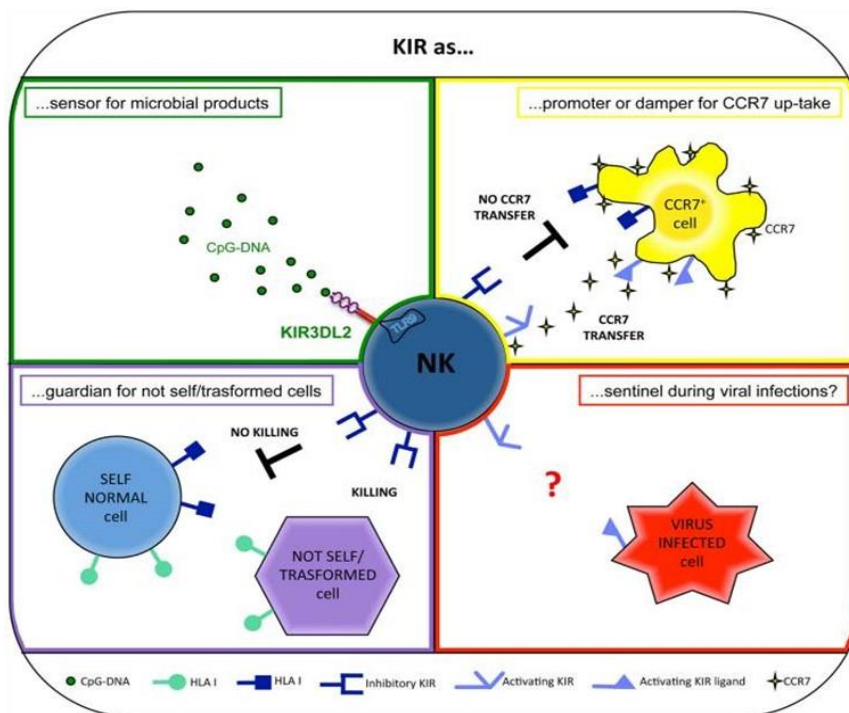 KIR as...
...sensor for microbial products
...promoter or damper for CCR7 up-take
CpG-DNA
KIR3DL2
TLR9
NK
NO CCR7
TRANSFER
CCR7⁺
cell
CCR7
CCR7
TRANSFER
...guardian for not self/trasformed cells
...sentinel during viral infections?
NO KILLING
KILLING
SELF
NORMAL
cell
NOT SELF/
TRASFORMED
cell
?
VIRUS
INFECTED
cell
CpG-DNA
HLA I
HLA I
Inhibitory KIR
Activating KIR
Activating KIR ligand
CCR7